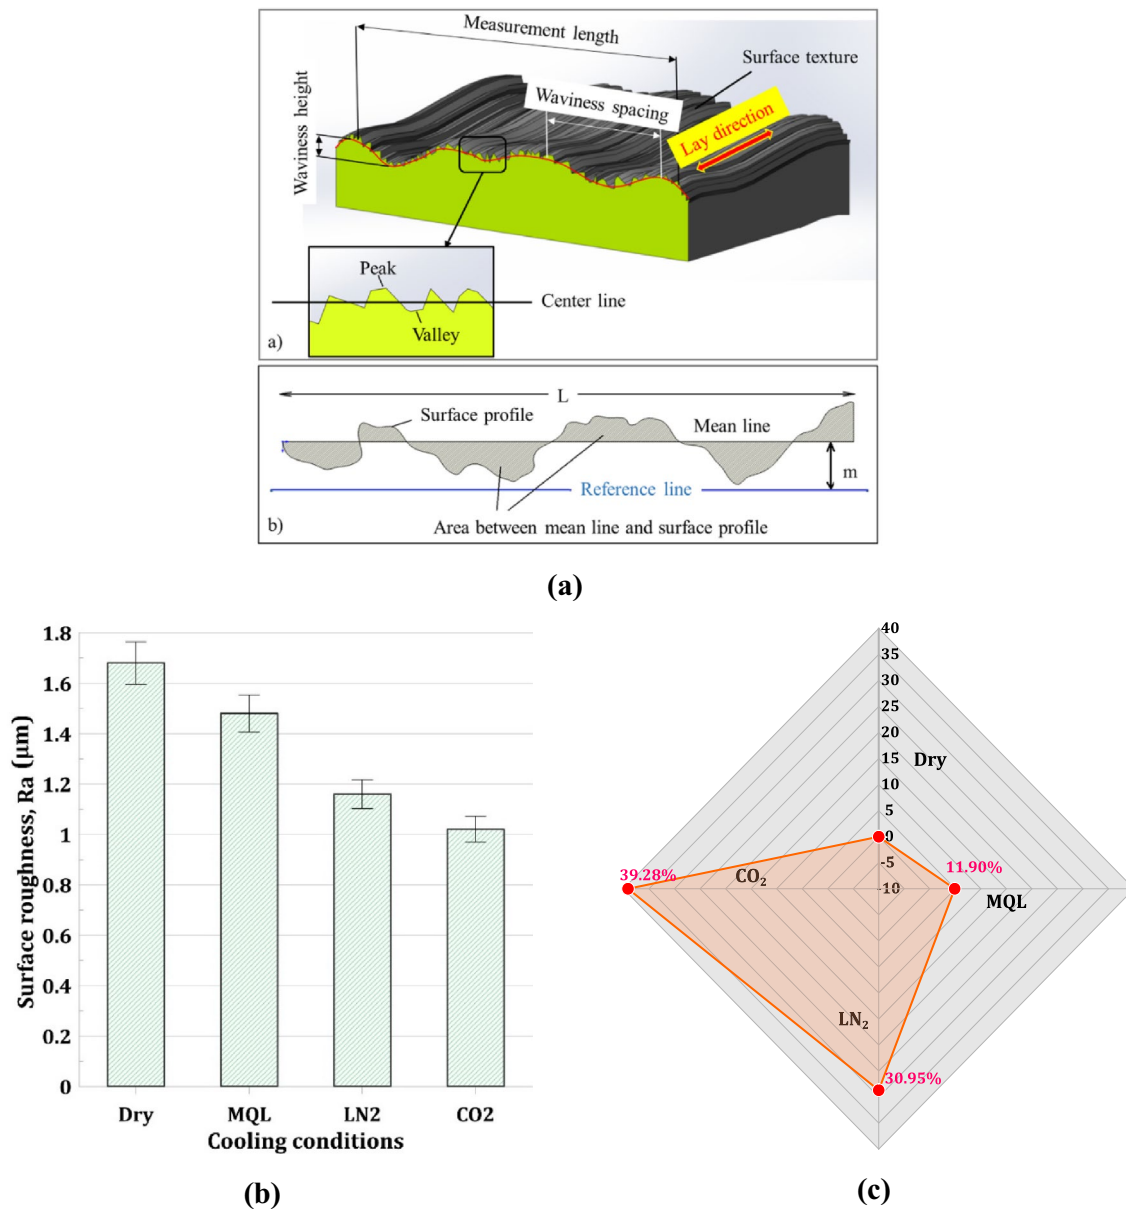 Measurement length
Surface texture
Waviness height
Waviness spacing
Lay direction
Peak
Center line
Valley
a)
L
Surface profile
Mean line
m
Reference line
Area between mean line and surface profile
b)
(a)
Surface roughness, Ra (μm)
1.8
1.6
1.4
1.2
1
0.8
0.6
0.4
0.2
0
Dry MQL LN2 CO2
Cooling conditions
(b)
40
35
30
25
20
15
10
5
0
-5
-10
Dry
11.90%
MQL
39.28%
CO₂
LN₂
30.95%
(c)